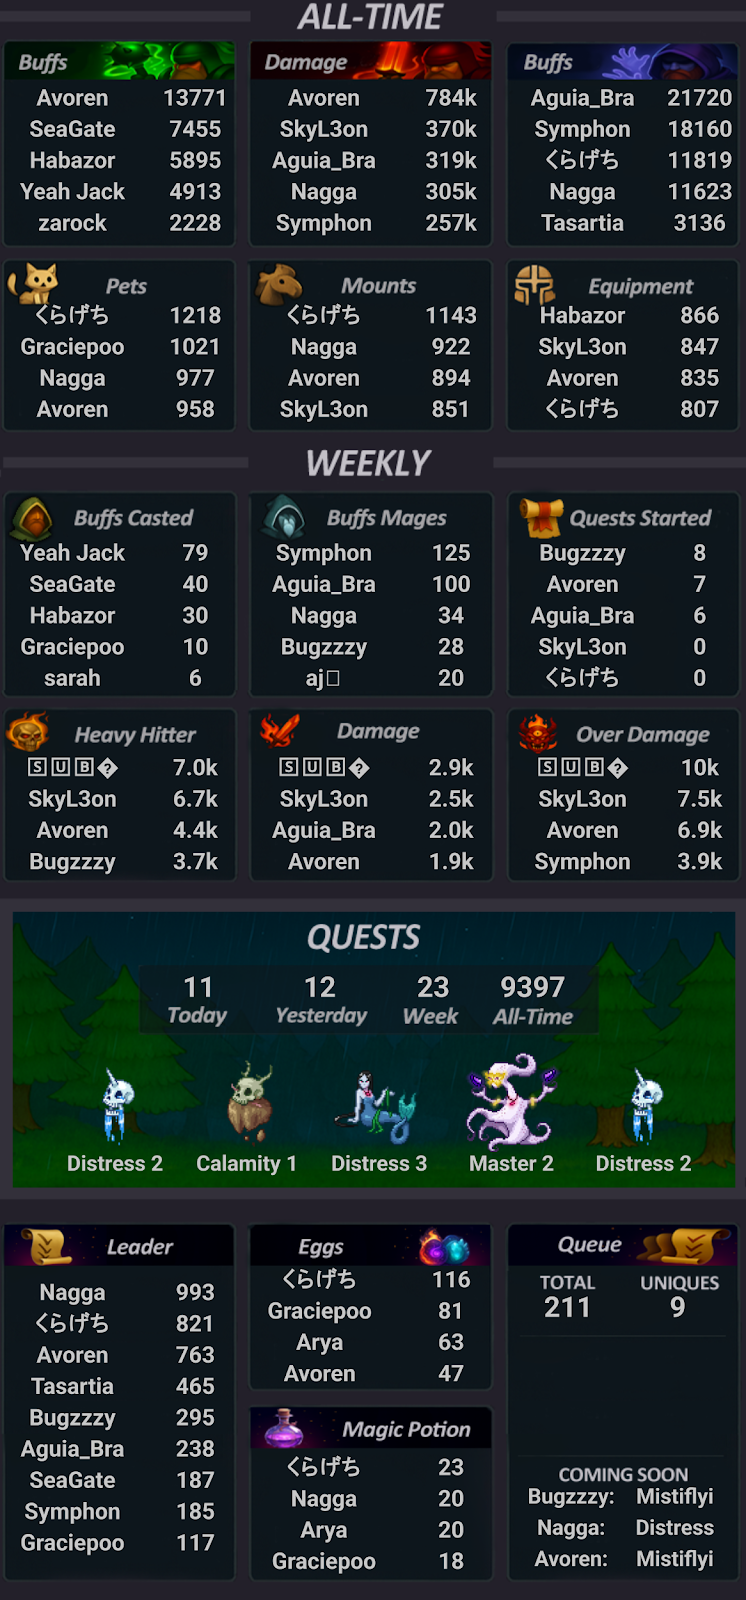 ALL-TIME
Buffs
Avoren 13771
SeaGate 7455
Habazor 5895
Yeah Jack 4913
zarock 2228
Damage
Avoren 784k
SkyL3on 370k
Aguia_Bra 319k
Nagga 305k
Symphon 257k
Buffs
Aguia_Bra 21720
Symphon 18160
くらげち 11819
Nagga 11623
Tasartia 3136
Pets
くらげち 1218
Graciepoo 1021
Nagga 977
Avoren 958
Mounts
くらげち 1143
Nagga 922
Avoren 894
SkyL3on 851
Equipment
Habazor 866
SkyL3on 847
Avoren 835
くらげち 807
WEEKLY
Buffs Casted
Yeah Jack 79
SeaGate 40
Habazor 30
Graciepoo 10
sarah 6
Buffs Mages
Symphon 125
Aguia_Bra 100
Nagga 34
Bugzzzy 28
aj□ 20
Quests Started
Bugzzzy 8
Avoren 7
Aguia_Bra 6
SkyL3on 0
くらげち 0
Heavy Hitter
🅂🅄🄱� 7.0k
SkyL3on 6.7k
Avoren 4.4k
Bugzzzy 3.7k
Damage
🅂🅄🄱� 2.9k
SkyL3on 2.5k
Aguia_Bra 2.0k
Avoren 1.9k
Over Damage
🅂🅄🄱� 10k
SkyL3on 7.5k
Avoren 6.9k
Symphon 3.9k
QUESTS
11 12 23 9397
Today Yesterday Week All-Time
Distress 2 Calamity 1 Distress 3 Master 2 Distress 2
Leader
Nagga 993
くらげち 821
Avoren 763
Tasartia 465
Bugzzzy 295
Aguia_Bra 238
SeaGate 187
Symphon 185
Graciepoo 117
Eggs
くらげち 116
Graciepoo 81
Arya 63
Avoren 47
Magic Potion
くらげち 23
Nagga 20
Arya 20
Graciepoo 18
Queue
TOTAL UNIQUES
211 9
COMING SOON
Bugzzzy: Mistiflyi
Nagga: Distress
Avoren: Mistiflyi